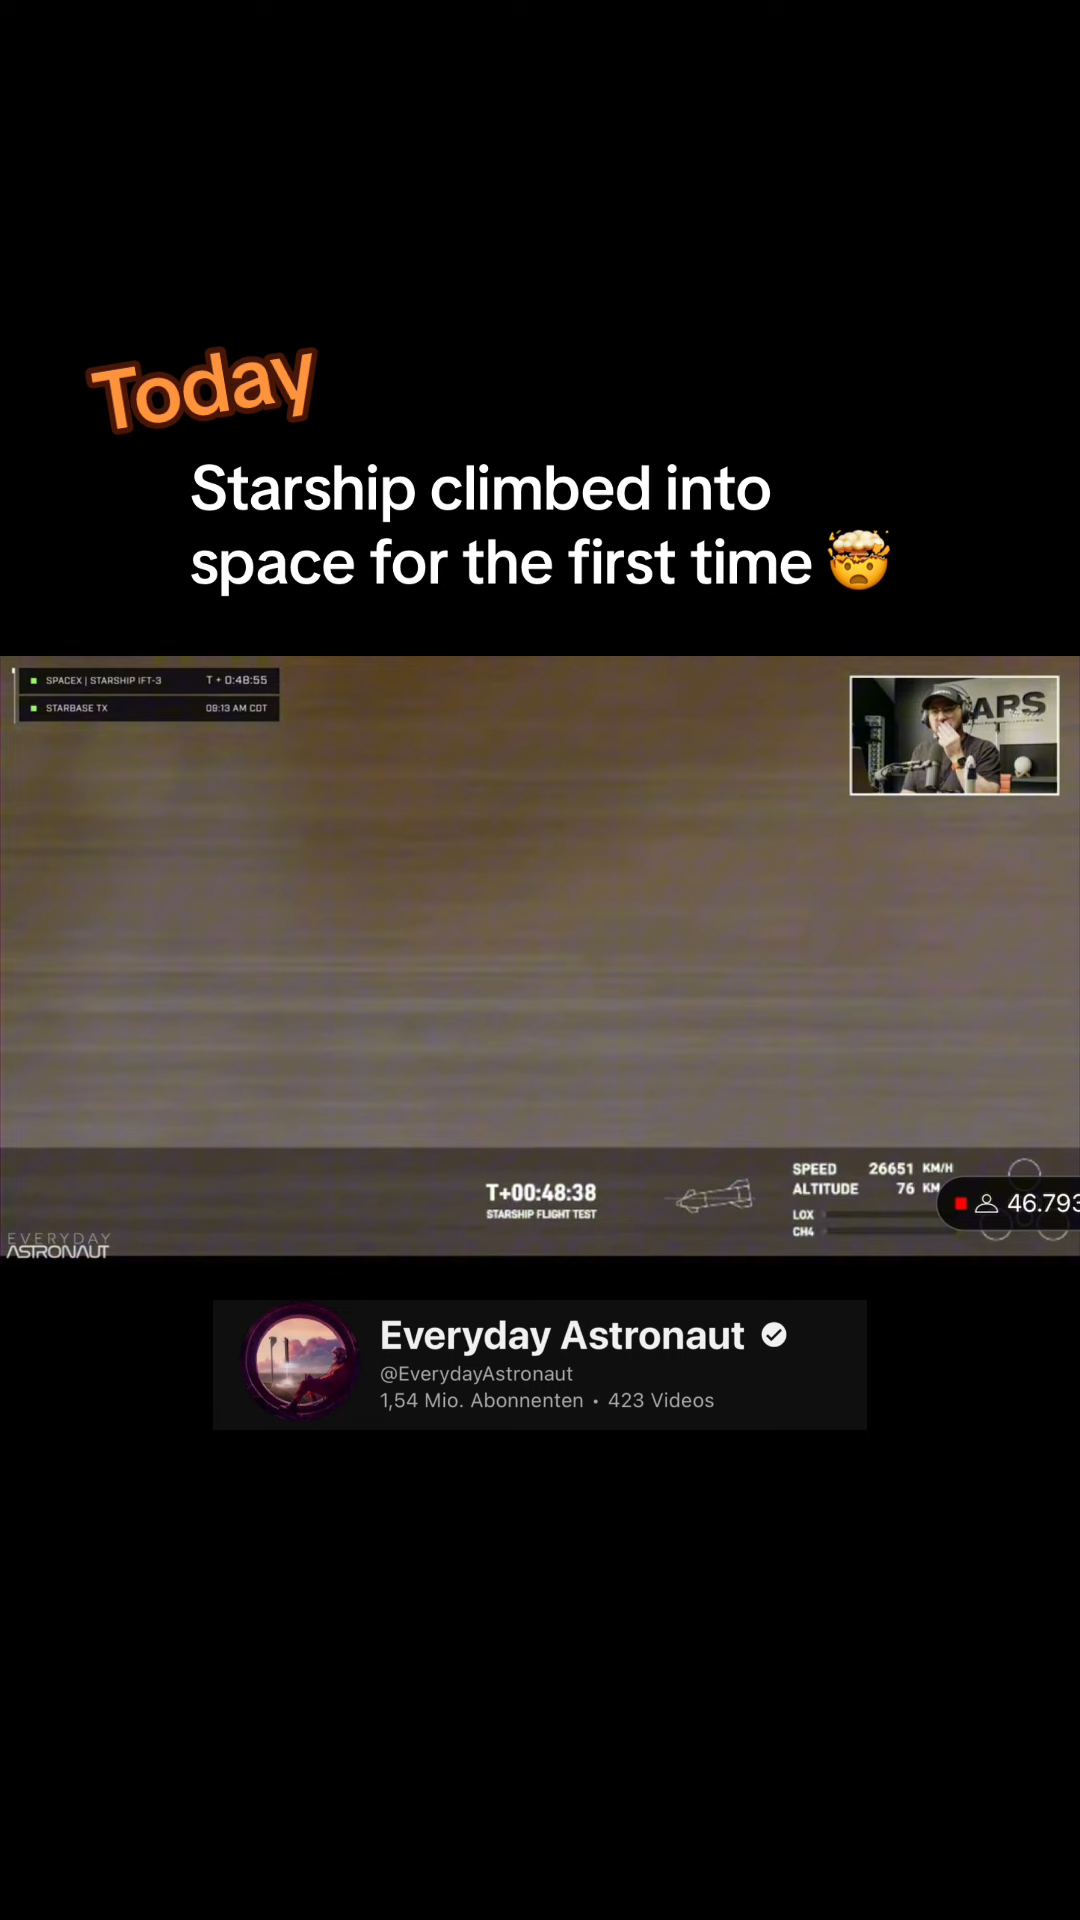 Today
Starship climbed into
space for the first time 🤯
SPACEX | STARSHIP IFT-3 T + 0:48:55
STARBASE TX 09:13 AM CDT
ARS
T+00:48:38
STARSHIP FLIGHT TEST
SPEED 26651 KM/H
ALTITUDE 76 KM
LOX
CH4
46.793
EVERYDAY
ASTRONAUT
Everyday Astronaut
@EverydayAstronaut
1,54 Mio. Abonnenten • 423 Videos